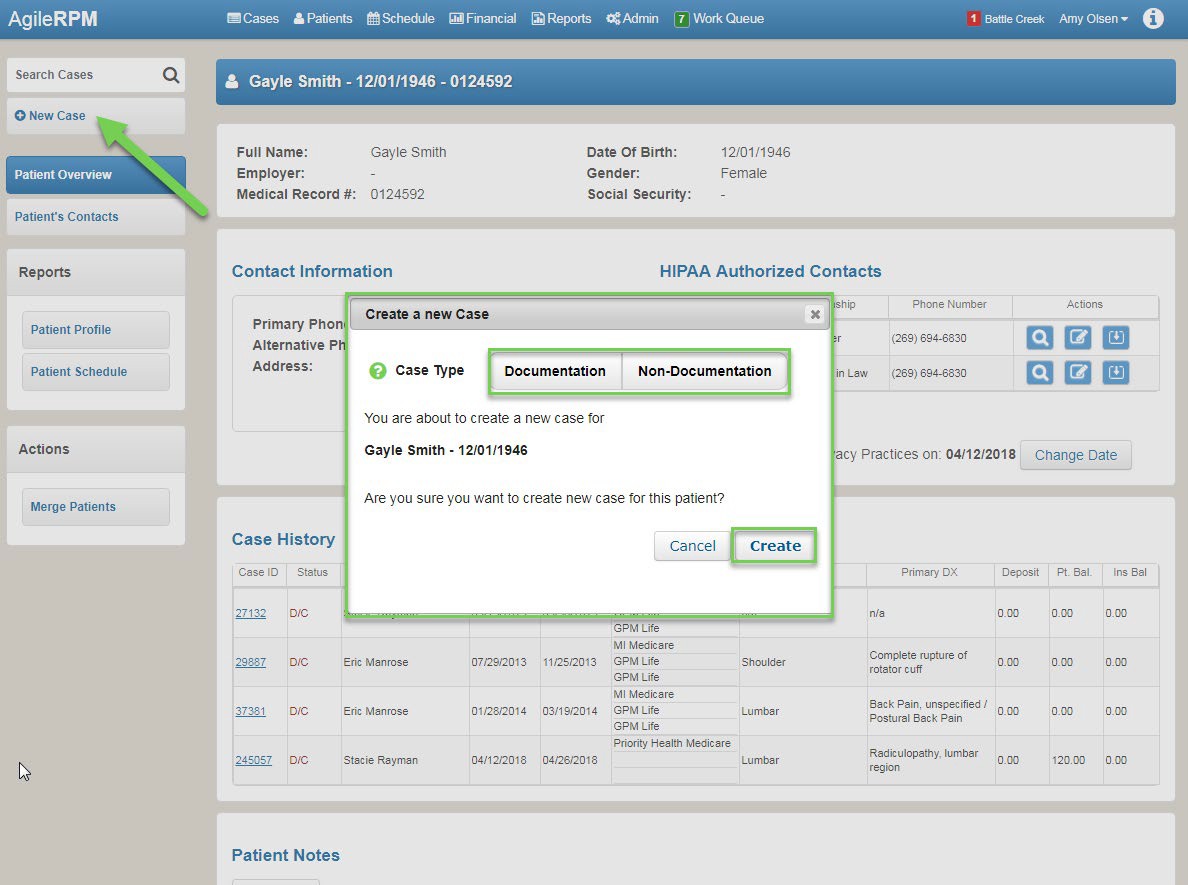 AgileRPM
Cases Patients Schedule Financial Reports Admin 7 Work Queue
1 Battle Creek Amy Olsen
Search Cases
New Case
Patient Overview
Patient's Contacts
Reports
Patient Profile
Patient Schedule
Actions
Merge Patients
Gayle Smith - 12/01/1946 - 0124592
Full Name: Gayle Smith Date Of Birth: 12/01/1946
Employer: - Gender: Female
Medical Record #: 0124592 Social Security: -
Contact Information
HIPAA Authorized Contacts
Primary Phon
Alternative Ph
Address:
ship Phone Number Actions
er (269) 694-6830
in Law (269) 694-6830
acy Practices on: 04/12/2018 Change Date
Create a new Case
? Case Type Documentation Non-Documentation
You are about to create a new case for
Gayle Smith - 12/01/1946
Are you sure you want to create new case for this patient?
Cancel Create
Case History
Case ID Status Primary DX Deposit Pt. Bal. Ins Bal
27132 D/C GPM Life n/a 0.00 0.00 0.00
29887 D/C Eric Manrose 07/29/2013 11/25/2013 MI Medicare GPM Life GPM Life Shoulder Complete rupture of rotator cuff 0.00 0.00 0.00
37381 D/C Eric Manrose 01/28/2014 03/19/2014 MI Medicare GPM Life GPM Life Lumbar Back Pain, unspecified / Postural Back Pain 0.00 0.00 0.00
245057 D/C Stacie Rayman 04/12/2018 04/26/2018 Priority Health Medicare Lumbar Radiculopathy, lumbar region 0.00 120.00 0.00
Patient Notes